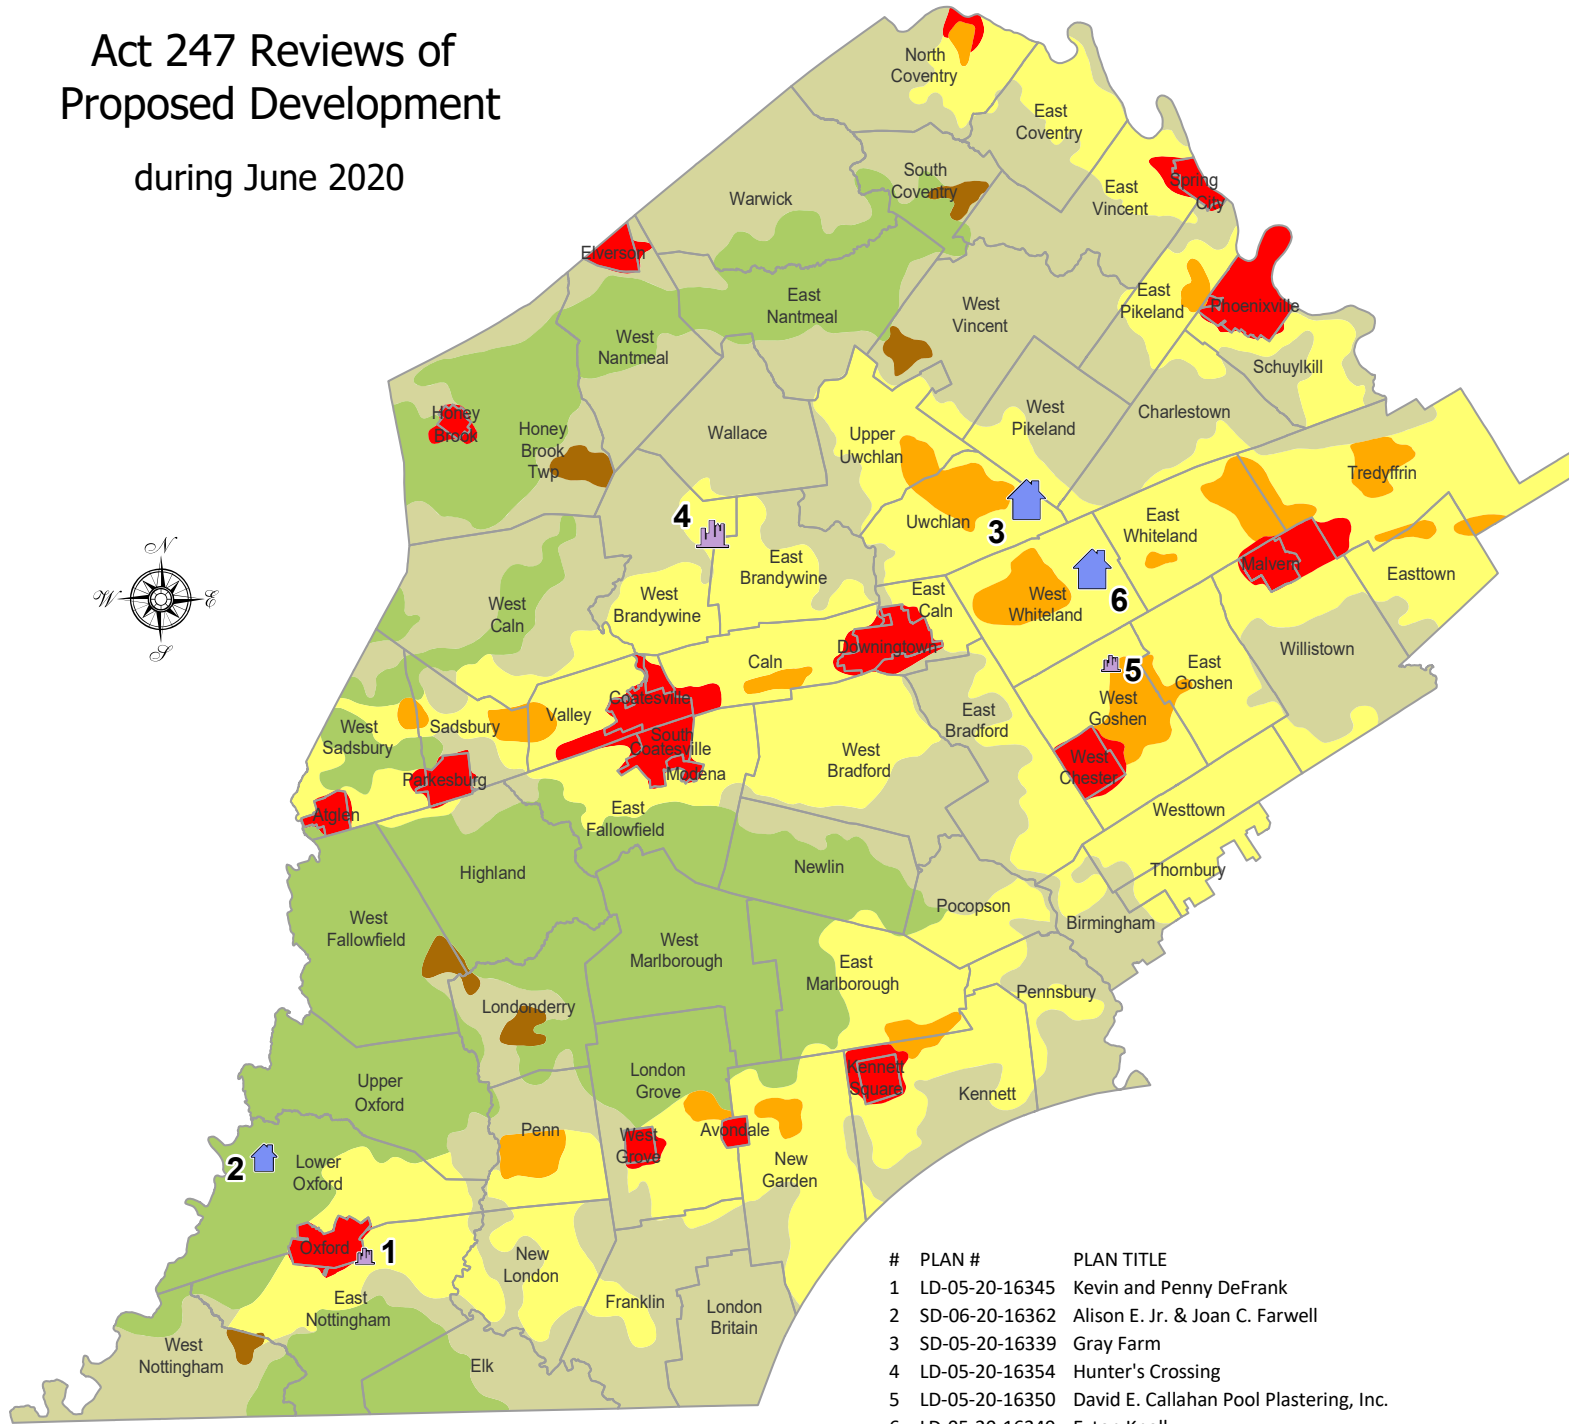 Act 247 Reviews of
Proposed Development
during June 2020
North
Coventry
East
Coventry
South
Coventry
Warwick
East
Vincent
Spring
City
Elverson
East
Nantmeal
West
Vincent
East
Pikeland
Phoenixville
West
Nantmeal
Schuylkill
Honey
Brook
Honey
Brook
Twp
Wallace
Upper
Uwchlan
West
Pikeland
Charlestown
Tredyffrin
4
Uwchlan
3
East
Whiteland
Malvern
Easttown
N
W
E
S
East
Brandywine
West
Brandywine
West
Caln
East
Caln
West
Whiteland
6
Downingtown
Caln
Willistown
5
East
Goshen
West
Goshen
Coatesville
Valley
Sadsbury
West
Sadsbury
South
Coatesville
Modena
East
Bradford
West
Bradford
West
Chester
Parkesburg
Atglen
East
Fallowfield
Westtown
Thornbury
Highland
Newlin
Pocopson
Birmingham
West
Fallowfield
West
Marlborough
East
Marlborough
Pennsbury
Londonderry
Upper
Oxford
London
Grove
Kennett
Square
Kennett
Penn
West
Grove
Avondale
New
Garden
2
Lower
Oxford
Oxford
1
New
London
East
Nottingham
Franklin
London
Britain
West
Nottingham
Elk
# PLAN # PLAN TITLE
1 LD-05-20-16345 Kevin and Penny DeFrank
2 SD-06-20-16362 Alison E. Jr. & Joan C. Farwell
3 SD-05-20-16339 Gray Farm
4 LD-05-20-16354 Hunter's Crossing
5 LD-05-20-16350 David E. Callahan Pool Plastering, Inc.